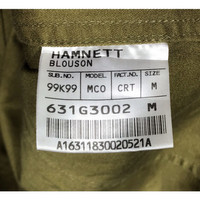 HAMNETT
BLOUSON
SUB.NO. MODEL FACT.NO. SIZE
99K99 MCO CRT M
631G3002 M
A16311830020521A